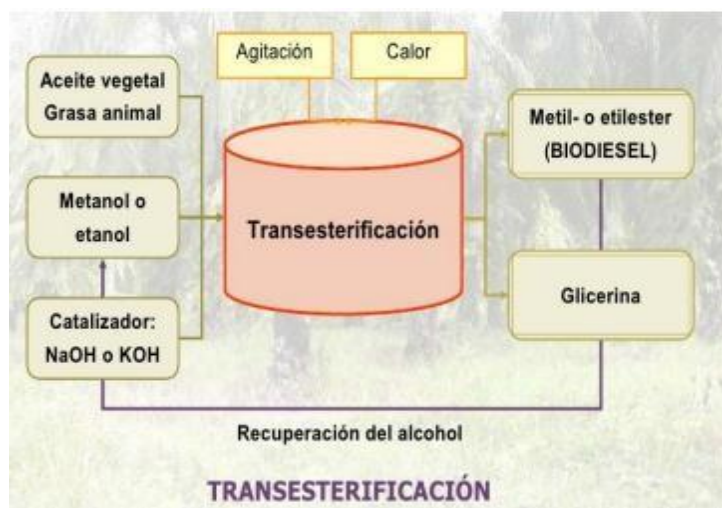 Agitación
Calor
Aceite vegetal
Grasa animal
Metanol o
etanol
Catalizador:
NaOH o KOH
Transesterificación
Metil- o etilester
(BIODIESEL)
Glicerina
Recuperación del alcohol
TRANSESTERIFICACIÓN